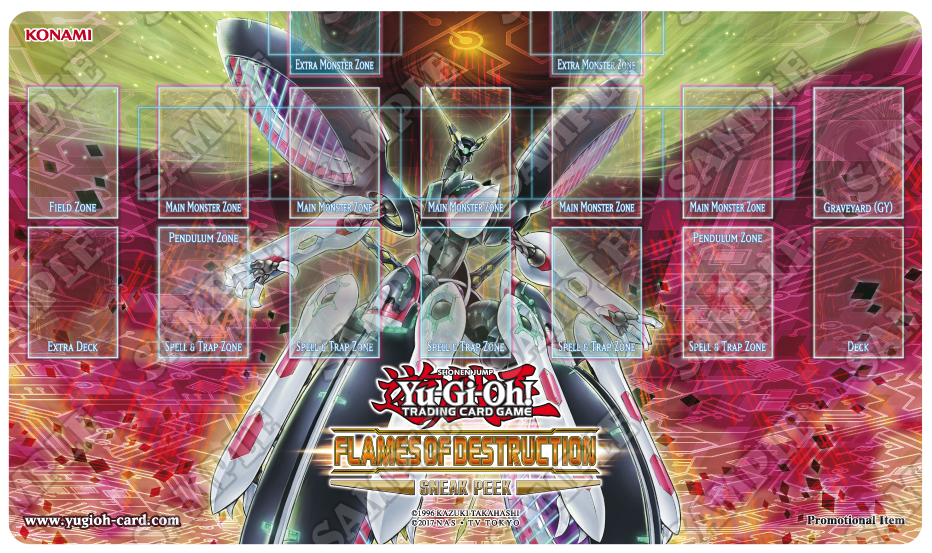 KONAMI
EXTRA MONSTER ZONE
EXTRA MONSTER ZONE
FIELD ZONE
MAIN MONSTER ZONE
MAIN MONSTER ZONE
MAIN MONSTER ZONE
MAIN MONSTER ZONE
MAIN MONSTER ZONE
GRAVEYARD (GY)
PENDULUM ZONE
PENDULUM ZONE
EXTRA DECK
SPELL & TRAP ZONE
SPELL & TRAP ZONE
SPELL & TRAP ZONE
SPELL & TRAP ZONE
SPELL & TRAP ZONE
DECK
SHONEN JUMP
Yu-Gi-Oh!
TRADING CARD GAME
FLAMES OF DESTRUCTION
SNEAK PEEK
©1996 KAZUKI TAKAHASHI
©2017 NAS • TV TOKYO
www.yugioh-card.com
Promotional Item
SAMPLE